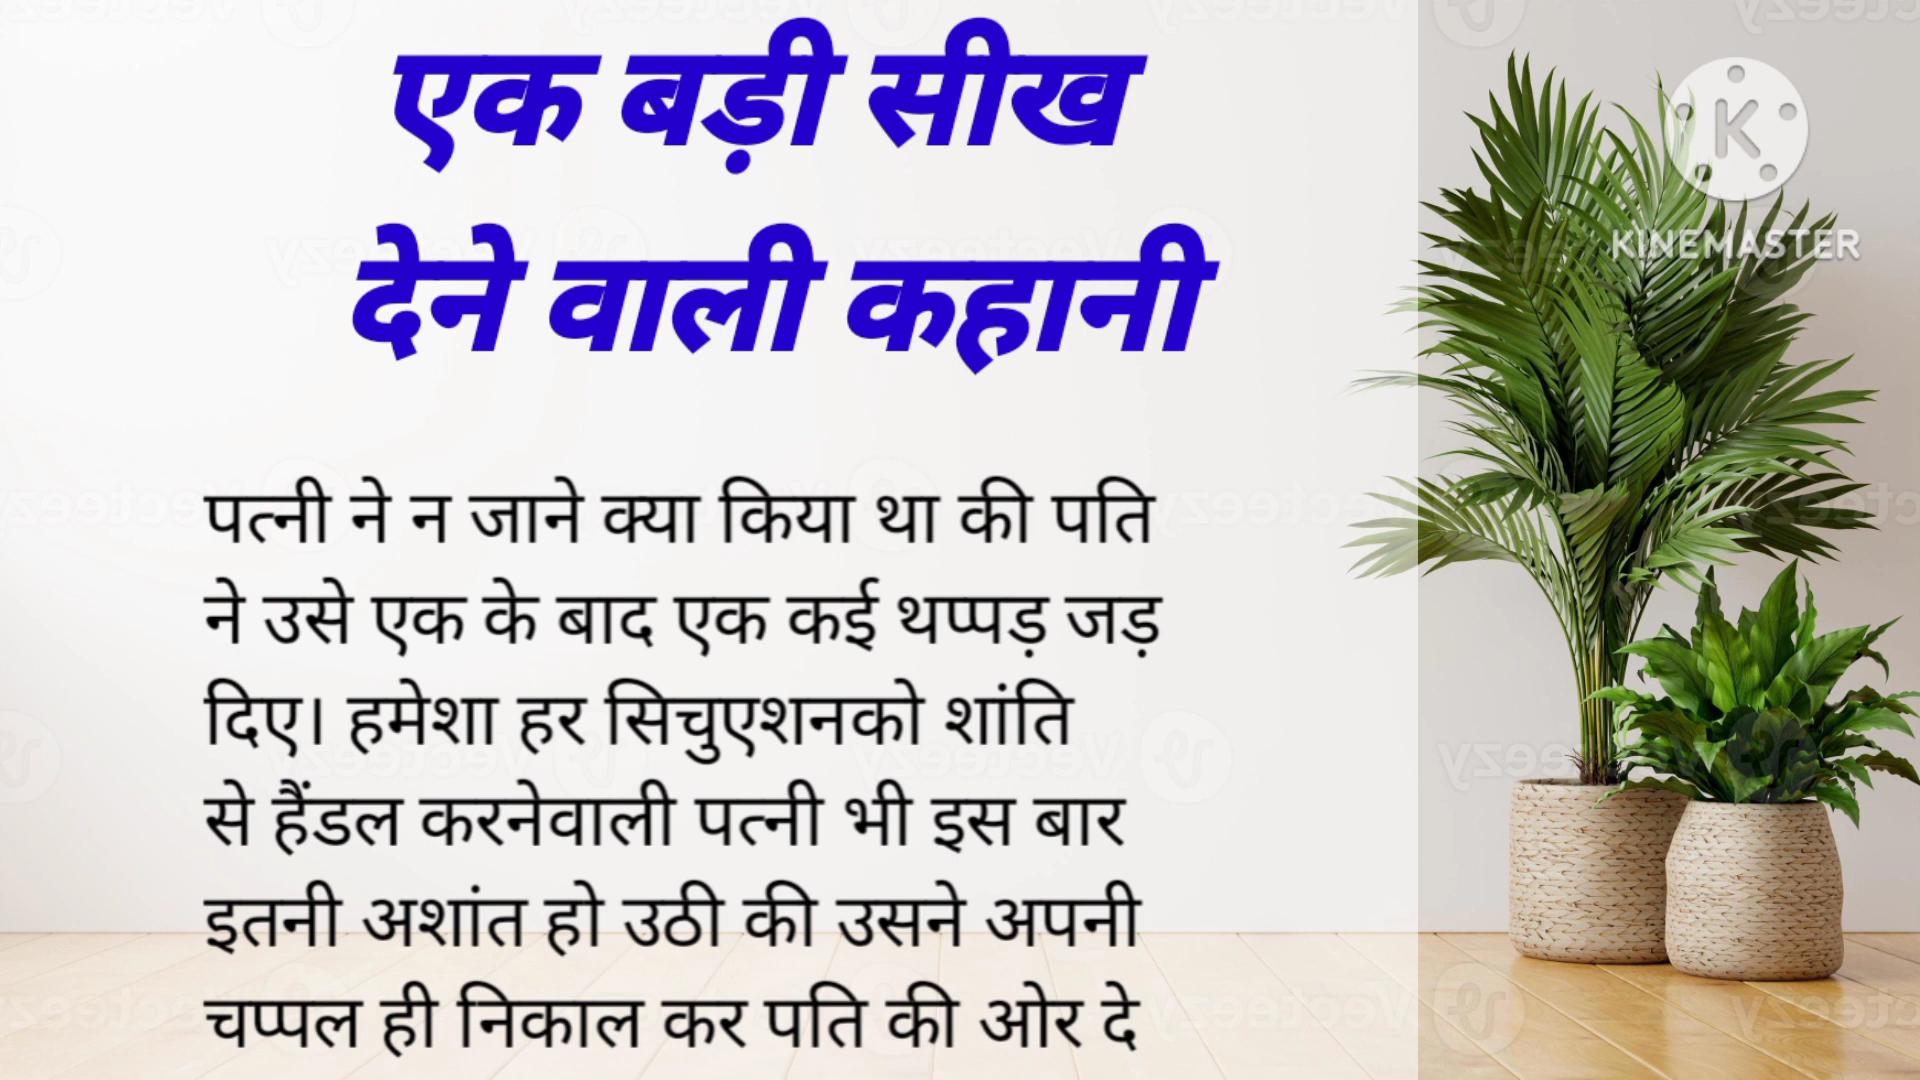 एक बड़ी सीख
देने वाली कहानी
पत्नी ने न जाने क्या किया था की पति
ने उसे एक के बाद एक कई थप्पड़ जड़
दिए। हमेशा हर सिचुएशनको शांति
से हैंडल करनेवाली पत्नी भी इस बार
इतनी अशांत हो उठी की उसने अपनी
चप्पल ही निकाल कर पति की ओर दे
K
KINEMASTER